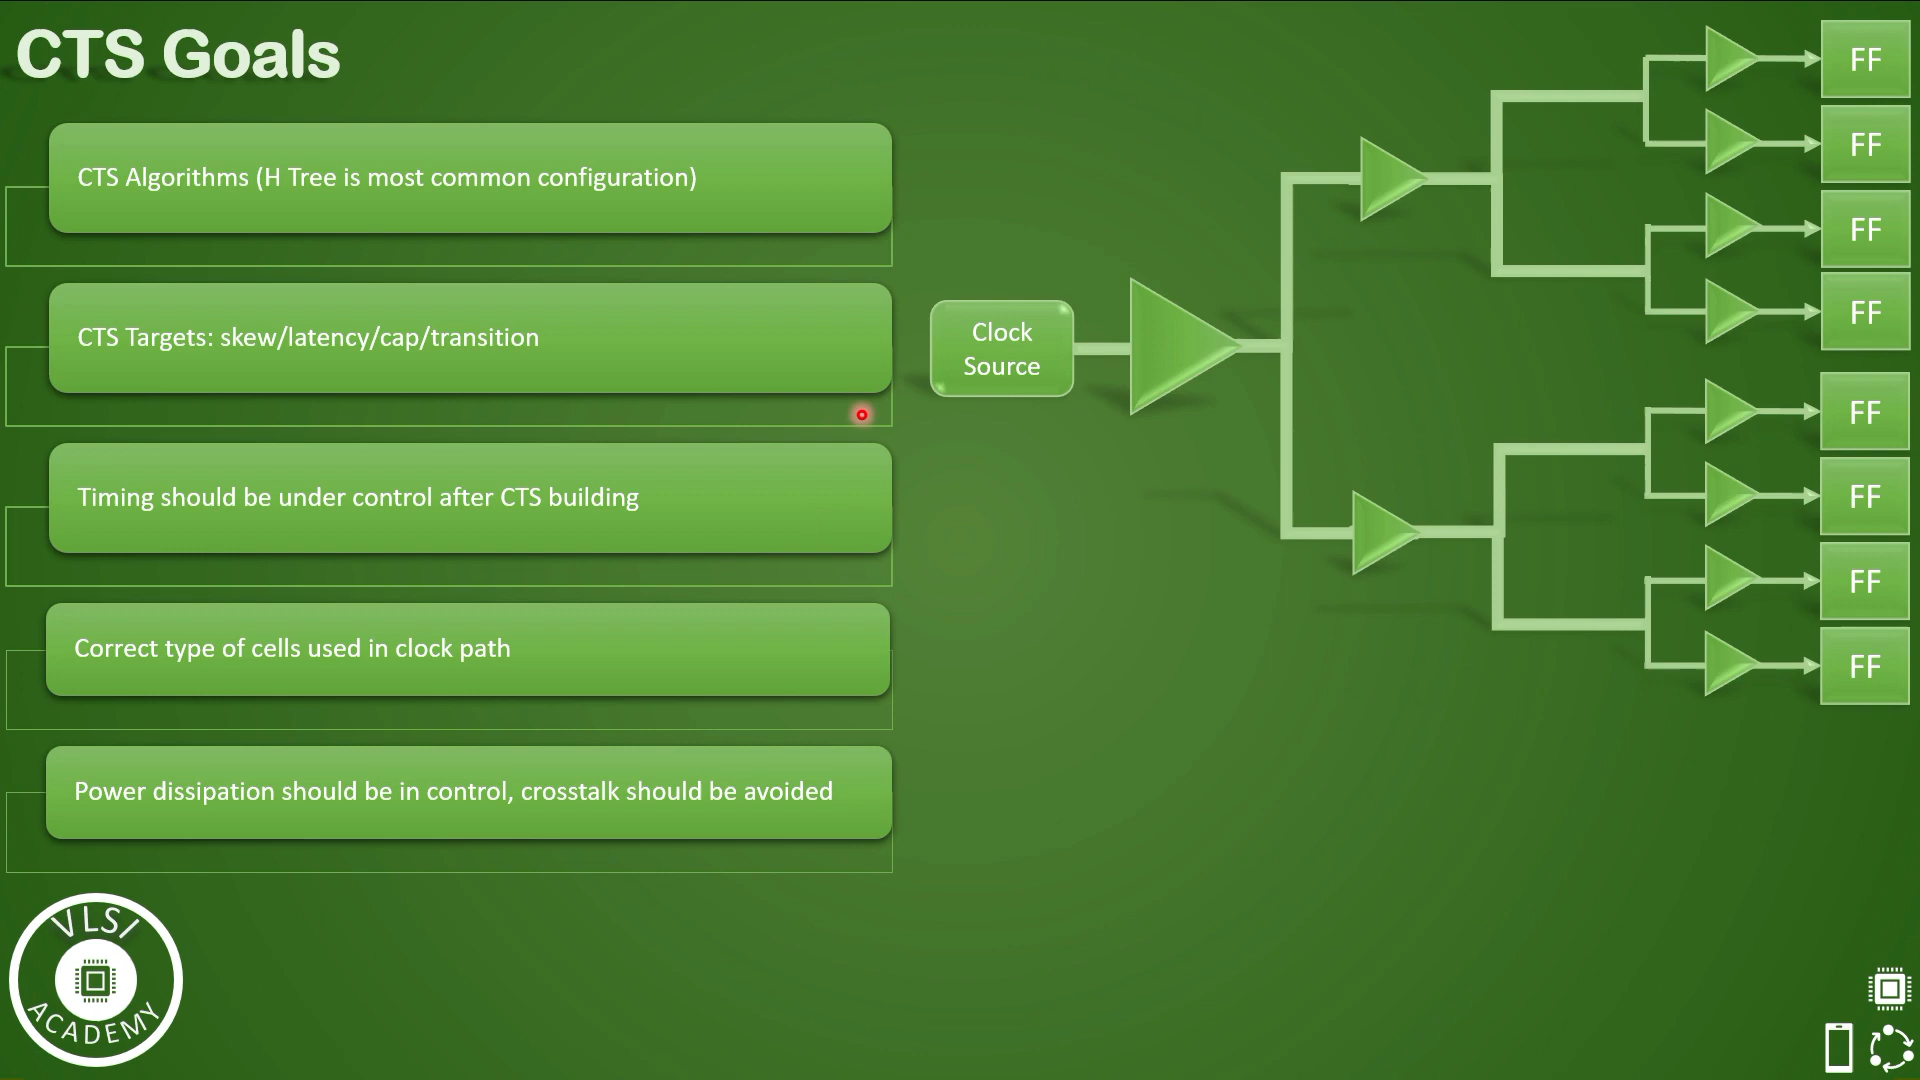 CTS Goals
CTS Algorithms (H Tree is most common configuration)
CTS Targets: skew/latency/cap/transition
Timing should be under control after CTS building
Correct type of cells used in clock path
Power dissipation should be in control, crosstalk should be avoided
Clock
Source
FF
FF
FF
FF
FF
FF
FF
FF
VLSI
ACADEMY